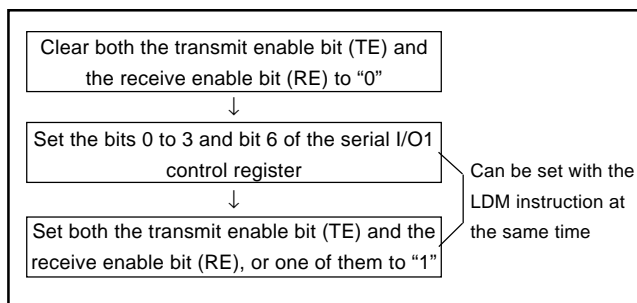 Clear both the transmit enable bit (TE) and
the receive enable bit (RE) to “0”
↓
Set the bits 0 to 3 and bit 6 of the serial I/O1
control register
↓
Set both the transmit enable bit (TE) and the
receive enable bit (RE), or one of them to “1”
Can be set with the
LDM instruction at
the same time